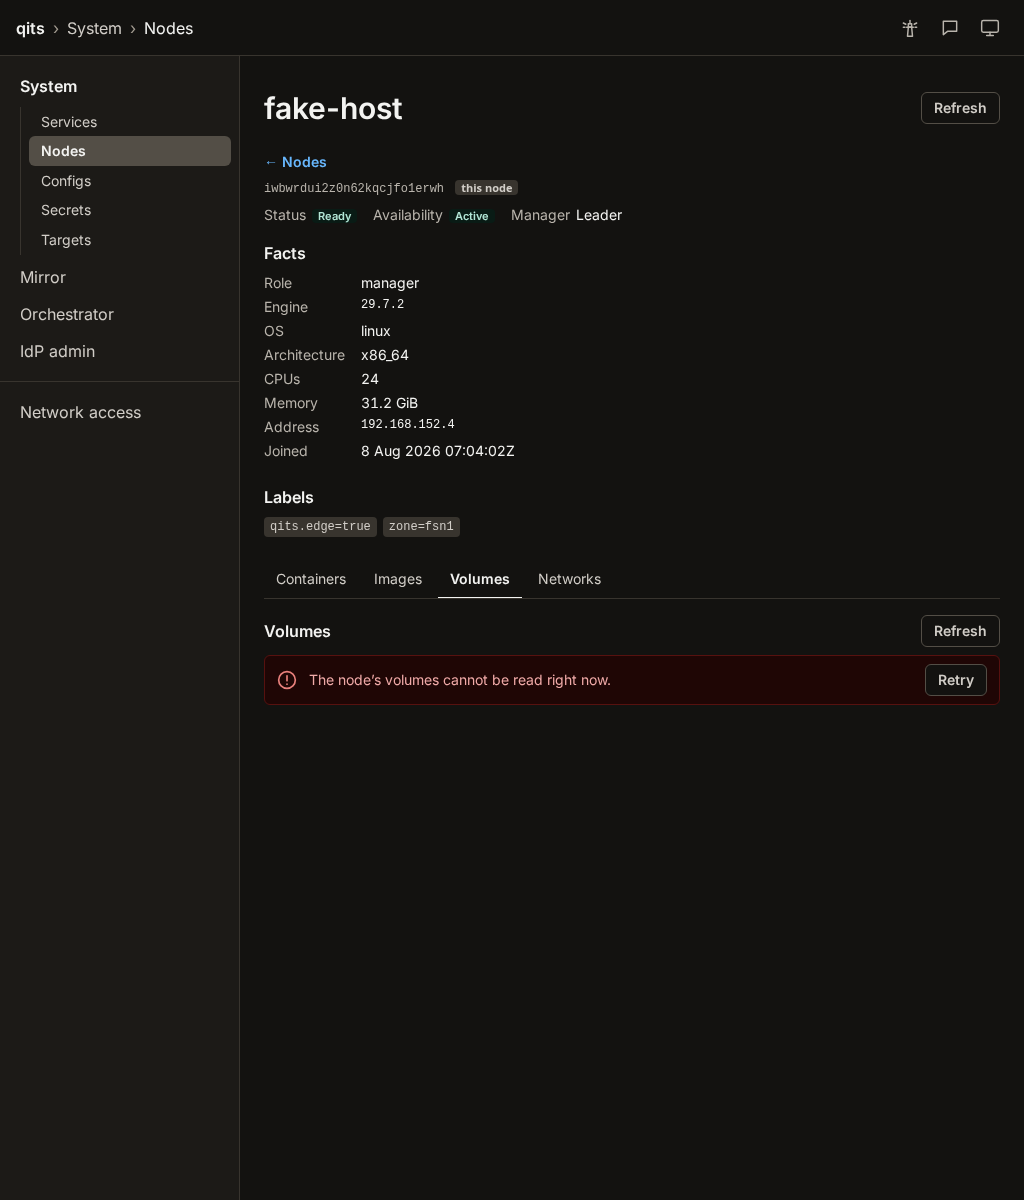 qits › System › Nodes
System
Services
Nodes
Configs
Secrets
Targets
Mirror
Orchestrator
IdP admin
Network access
fake-host
Refresh
← Nodes
iwbwrdui2z0n62kqcjfo1erwh this node
Status Ready Availability Active Manager Leader
Facts
Role manager
Engine 29.7.2
OS linux
Architecture x86_64
CPUs 24
Memory 31.2 GiB
Address 192.168.152.4
Joined 8 Aug 2026 07:04:02Z
Labels
qits.edge=true zone=fsn1
Containers Images Volumes Networks
Volumes Refresh
The node’s volumes cannot be read right now. Retry